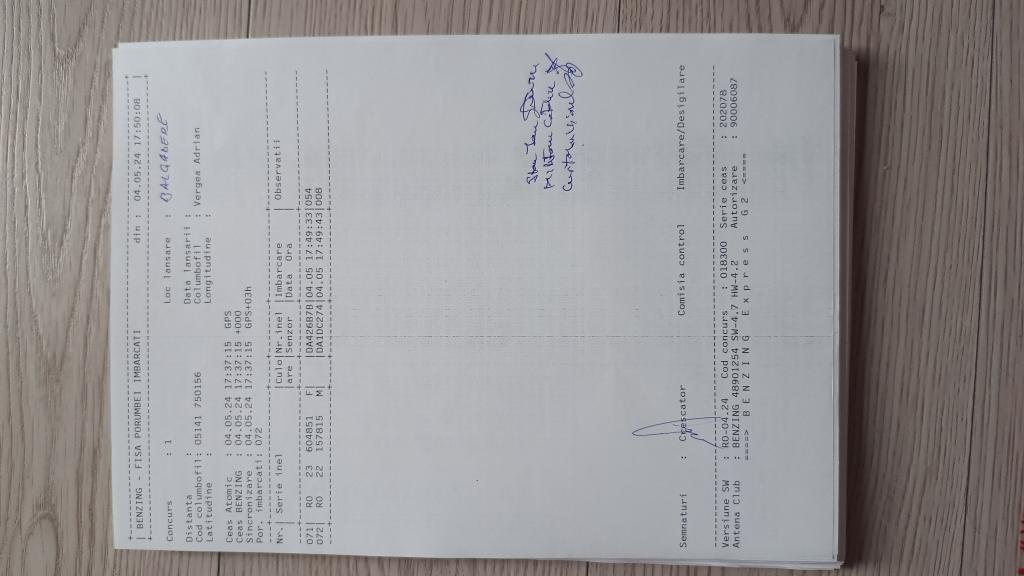 +-----------------------------------------------------------------------------+
| BENZING - FISA PORUMBEI IMBARCATI din : 04.05.24 17:50:08 |
+-----------------------------------------------------------------------------+
Concurs : 1 Loc lansare :
Distanta : Data lansarii :
Cod columbofil: 05141 750156 Columbofil : Vergea Adrian
Latitudine : Longitudine :
Ceas Atomic : 04.05.24 17:37:15 GPS
Ceas BENZING : 04.05.24 17:37:15 +000
Sincronizare : 04.05.24 17:37:15 GPS+03h
Por. imbarcati: 072
Nr.| Serie inel |Culo|Nr.inel |Imbarcare | Observatii
| |are |Senzor |Data Ora |
071| RO 23 604851 F | |DA426B7B|04.05 17:49:33|054
072| RO 22 157815 M | |DA1DC274|04.05 17:49:43|008
Semnaturi : Crescator Comisia control Imbarcare/Desigilare
Versiune SW : RO-04.24 Cod concurs : 018300 Serie ceas : 202078
Antena Club : BENZING 48901254 SW-4.7 HW-4.2 Autorizare : 90006087
====> B E N Z I N G E x p r e s s G 2 <====